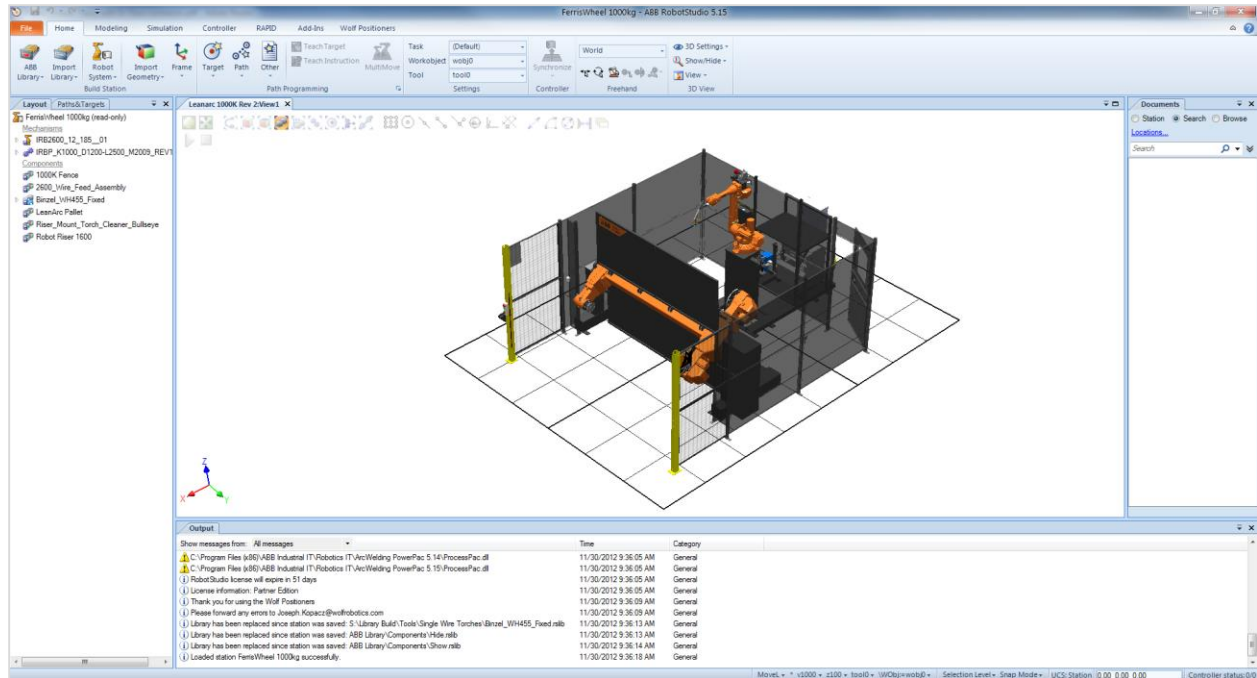 FerrisWheel 1000kg - ABB RobotStudio 5.15
File Home Modeling Simulation Controller RAPID Add-Ins Wolf Positioners
ABB Library
Import Library
Robot System
Import Geometry
Frame
Target
Path
Other
Teach Target
Teach Instruction
MultiMove
Task (Default)
Workobject wobj0
Tool tool0
Synchronize
World
3D Settings
Show/Hide
View
Build Station Path Programming Settings Controller Freehand 3D View
Layout Paths&Targets
Leanarc 1000K Rev 2:View1
Documents
FerrisWheel 1000kg (read-only)
Mechanisms
IRB2600_12_185__01
IRBP_K1000_D1200-L2500_M2009_REV1
Components
1000K Fence
2600_Wire_Feed_Assembly
Binzel_WH455_Fixed
LeanArc Pallet
Riser_Mount_Torch_Cleaner_Bullseye
Robot Riser 1600
Station Search Browse
Locations...
Search
Z
X
Y
Output
Show messages from: All messages Time Category
C:\Program Files (x86)\ABB Industrial IT\Robotics IT\ArcWelding PowerPac 5.14\ProcessPac.dll 11/30/2012 9:36:05 AM General
C:\Program Files (x86)\ABB Industrial IT\Robotics IT\ArcWelding PowerPac 5.15\ProcessPac.dll 11/30/2012 9:36:05 AM General
RobotStudio license will expire in 51 days 11/30/2012 9:36:05 AM General
License information: Partner Edition 11/30/2012 9:36:05 AM General
Thank you for using the Wolf Positioners 11/30/2012 9:36:09 AM General
Please forward any errors to Joseph.Kopacz@wolfrobotics.com 11/30/2012 9:36:09 AM General
Library has been replaced since station was saved: S:\Library Build\Tools\Single Wire Torches\Binzel_WH455_Fixed.rslib 11/30/2012 9:36:13 AM General
Library has been replaced since station was saved: ABB Library\Components\Hide.rslib 11/30/2012 9:36:13 AM General
Library has been replaced since station was saved: ABB Library\Components\Show.rslib 11/30/2012 9:36:14 AM General
Loaded station FerrisWheel 1000kg successfully. 11/30/2012 9:36:18 AM General
MoveL * v1000 z100 tool0 \WObj:=wobj0 Selection Level Snap Mode UCS: Station 0.00 0.00 0.00 Controller status: 0/0